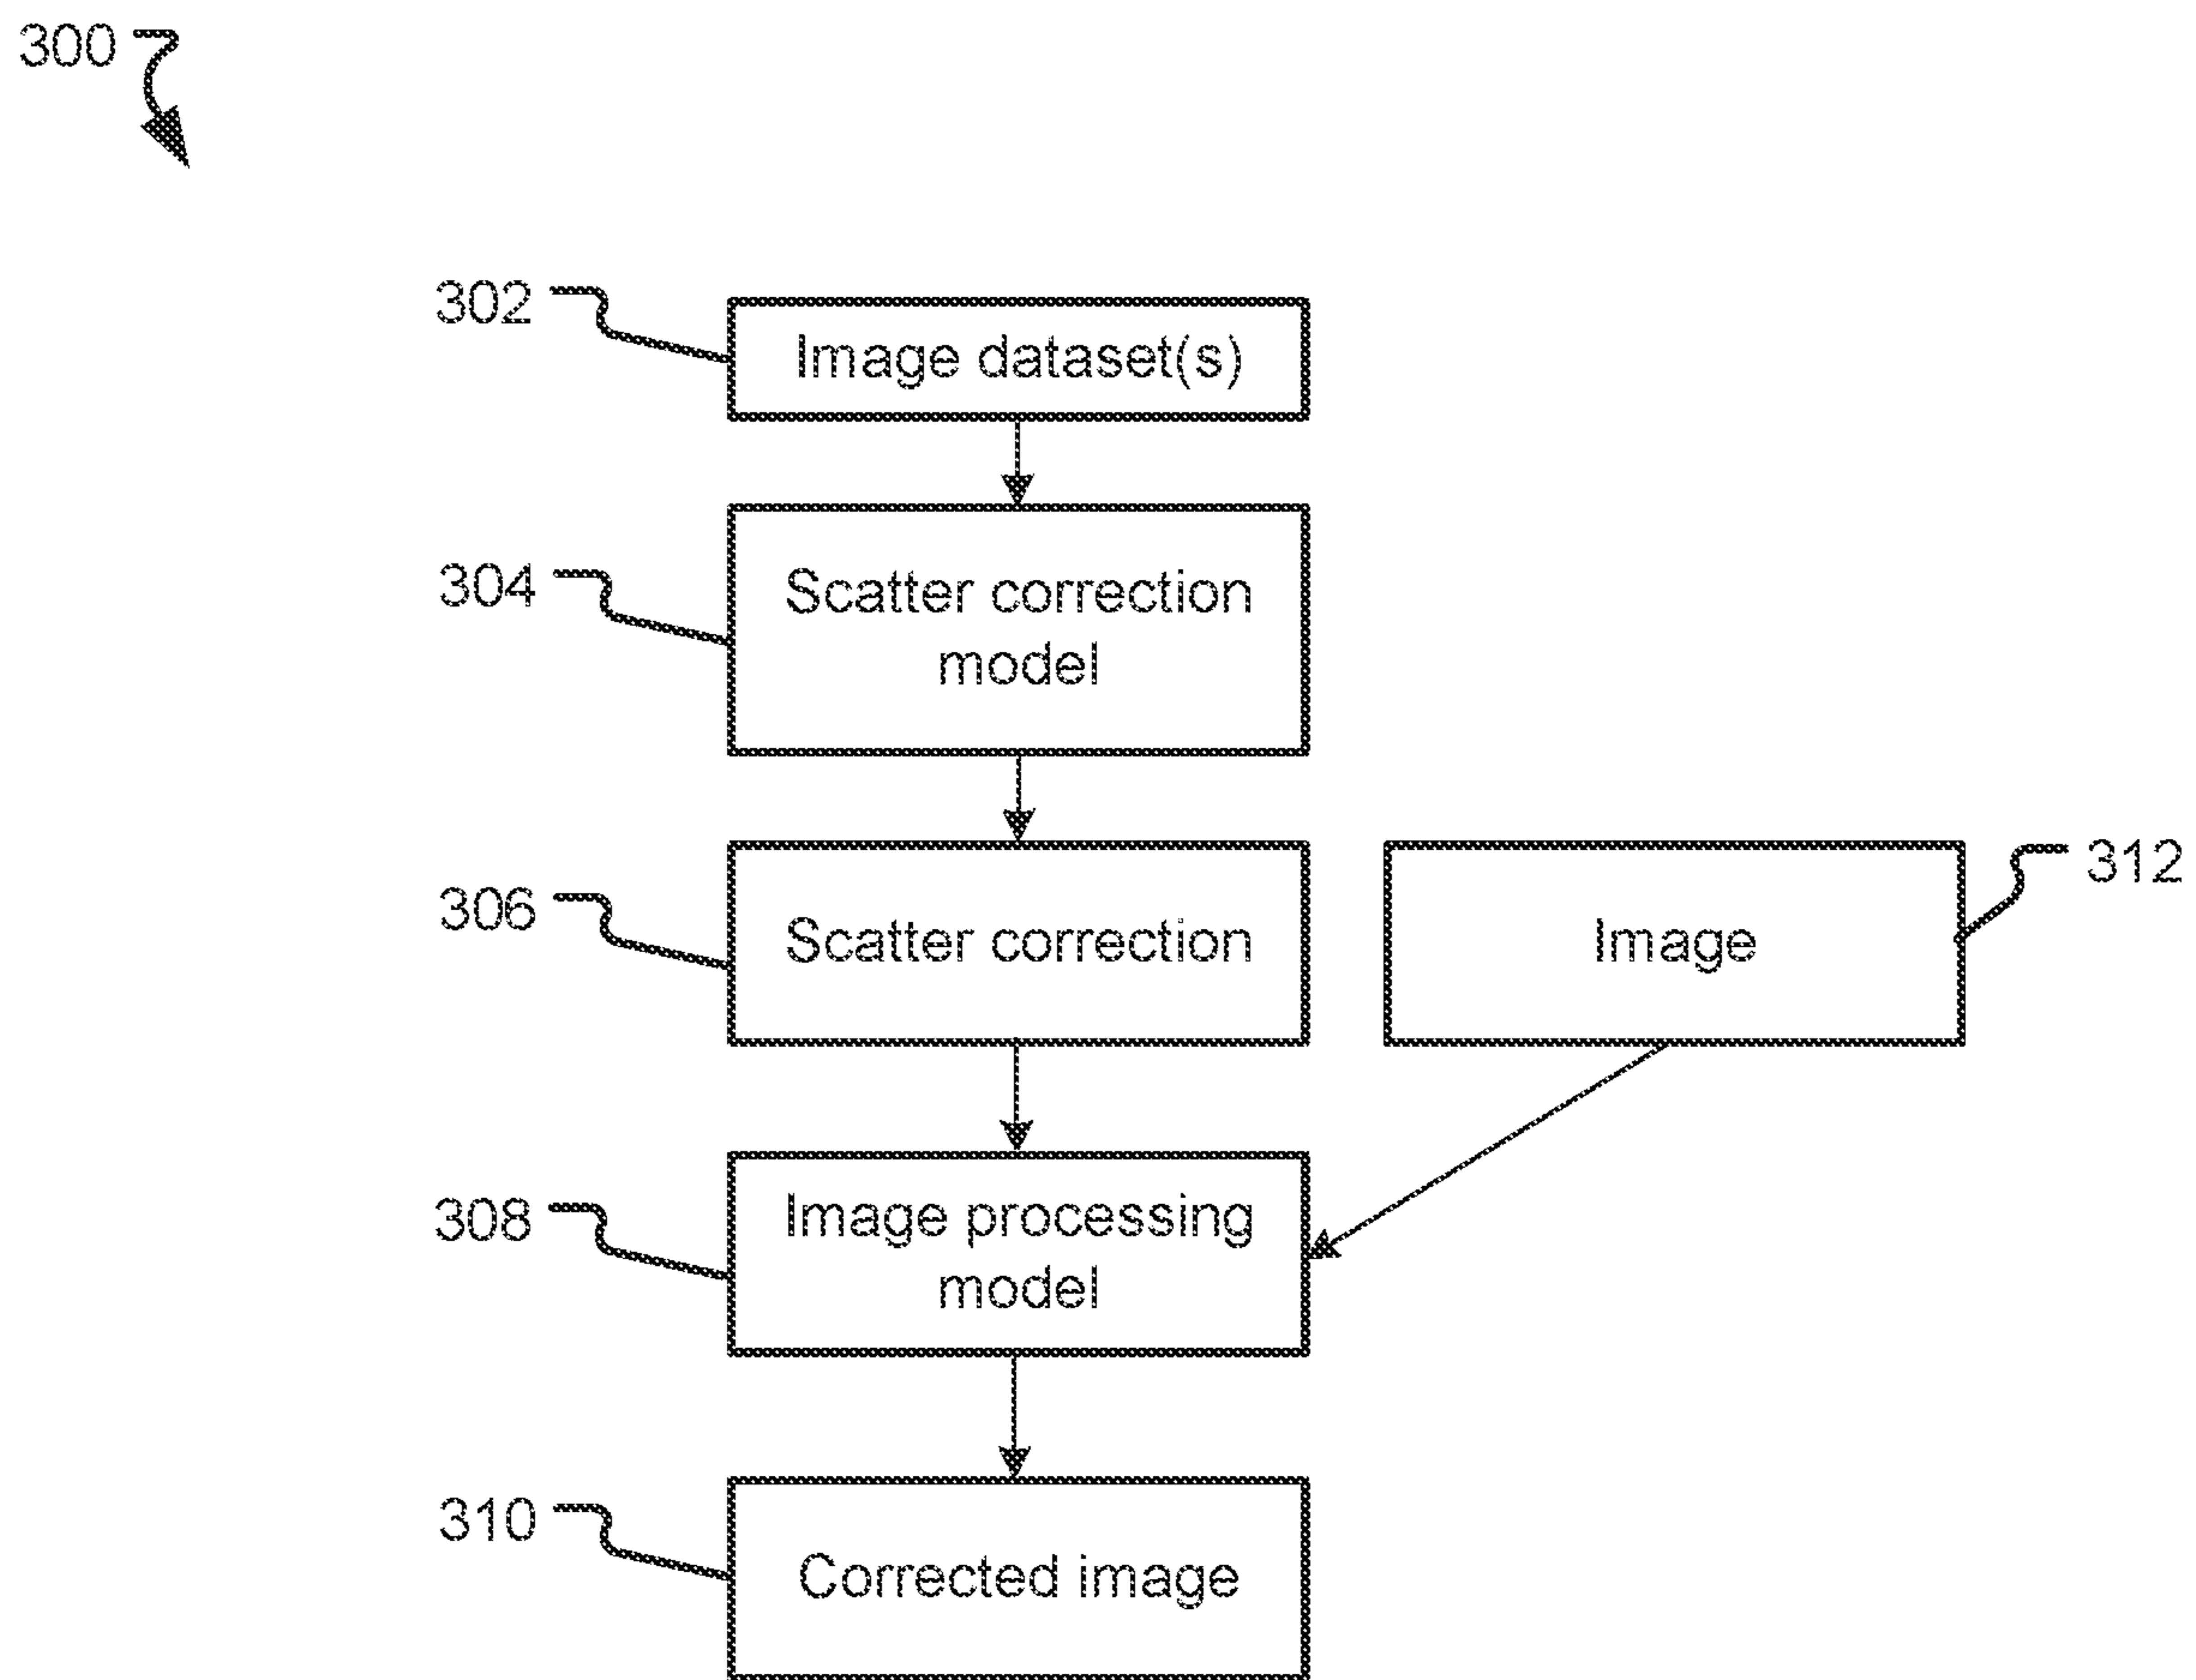 300
302
Image dataset(s)
304
Scatter correction
model
306
Scatter correction
Image
312
308
Image processing
model
310
Corrected image